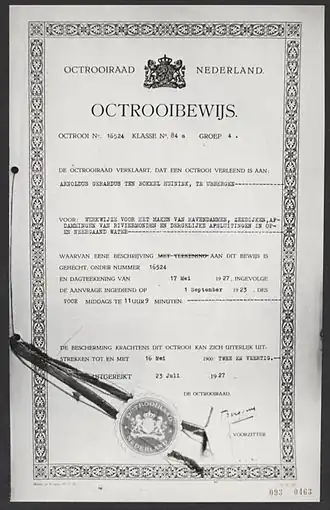 OCTROOIRAAD NEDERLAND.
OCTROOIBEWIJS.
OCTROOI No. 16524 KLASSE No. 84 a GROEP 4.
DE OCTROOIRAAD VERKLAART, DAT EEN OCTROOI VERLEEND IS AAN:
ARNOLDUS GERARDUS TEN BOKKEL HUININK, TE UBBERGEN
VOOR: WERKWIJZE VOOR HET MAKEN VAN HAVENDAMMEN, ZEEDIJKEN, AF-
DAMMINGEN VAN RIVIERMONDEN EN DERGELIJKE AFSLUITINGEN IN OP-
EN NEERGAAND WATER
WAARVAN EENE BESCHRIJVING MET TEEKENING AAN DIT BEWIJS IS
GEHECHT, ONDER NUMMER 16524
EN DAGTEEKENING VAN 17 Mei 1927, INGEVOLGE
DE AANVRAGE INGEDIEND OP 1 September 1923, DES
VOOR MIDDAGS TE 11 UUR 9 MINUTEN.
DE BESCHERMING KRACHTENS DIT OCTROOI KAN ZICH UITERLIJK UIT-
STREKKEN TOT EN MET 16 Mei 1900 TWEE EN VEERTIG.
23 Juli 1927
DE OCTROOIRAAD.
VOORZITTER
OCTROOIRAAD
NEDERLAND
093 0463